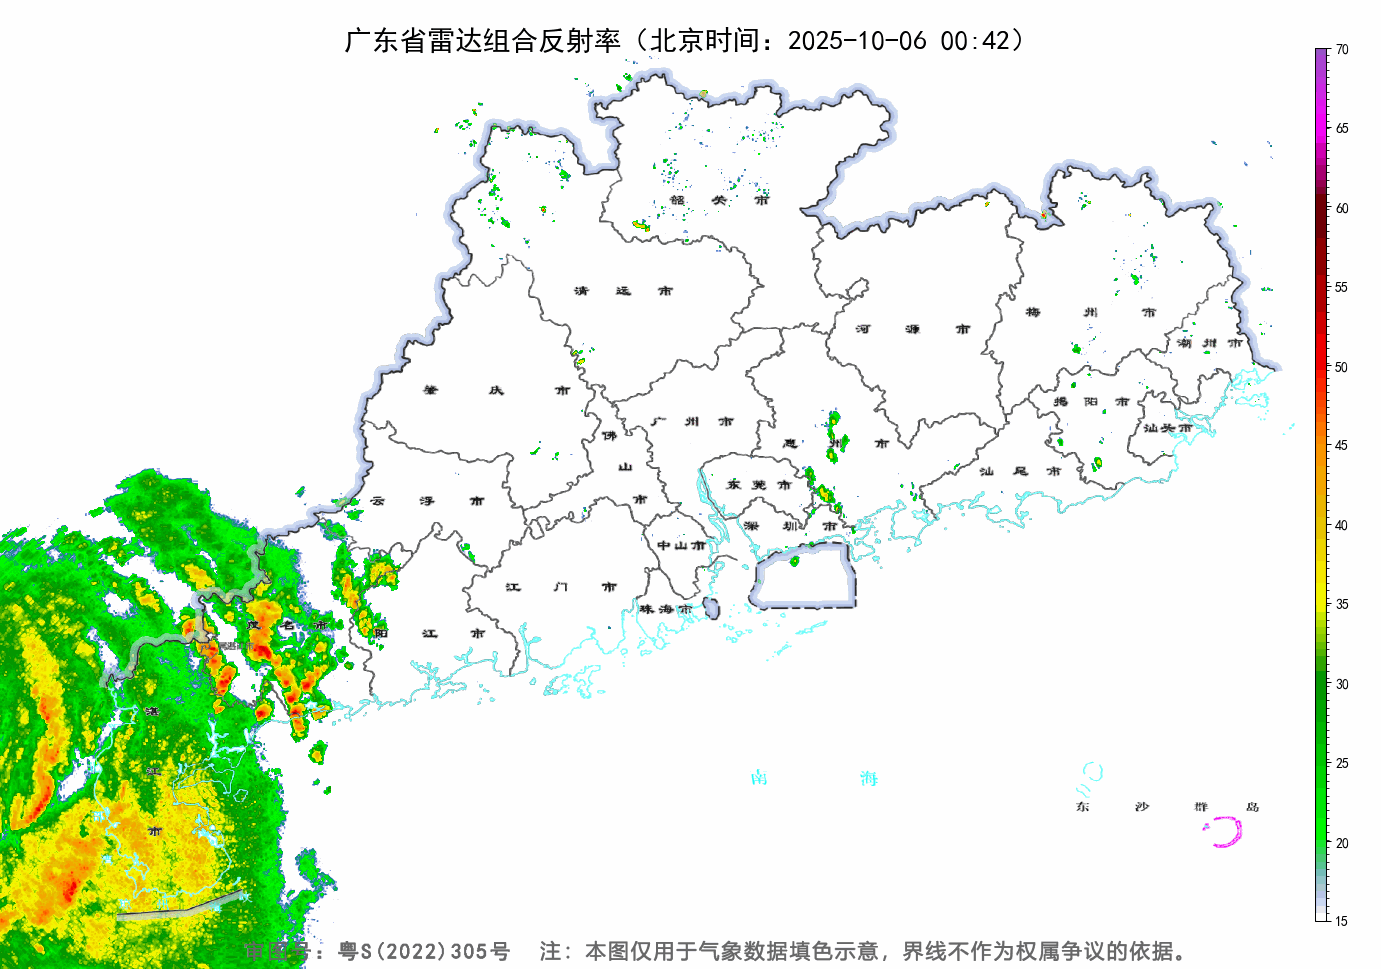 广东省雷达组合反射率（北京时间：2025-10-06 00:42）
70
65
60
55
50
45
40
35
30
25
20
15
韶 关 市
清 远 市
河 源 市
梅 州 市
潮 州 市
肇 庆 市
广 州 市
佛 山 市
惠 州 市
揭 阳 市
汕头市
汕 尾 市
东 莞 市
云 浮 市
深 圳 市
中山市
江 门 市
珠海市
茂 名 市
阳 江 市
湛 江 市
南 海
东 沙 群 岛
审图号：粤S(2022)305号 注：本图仅用于气象数据填色示意，界线不作为权属争议的依据。